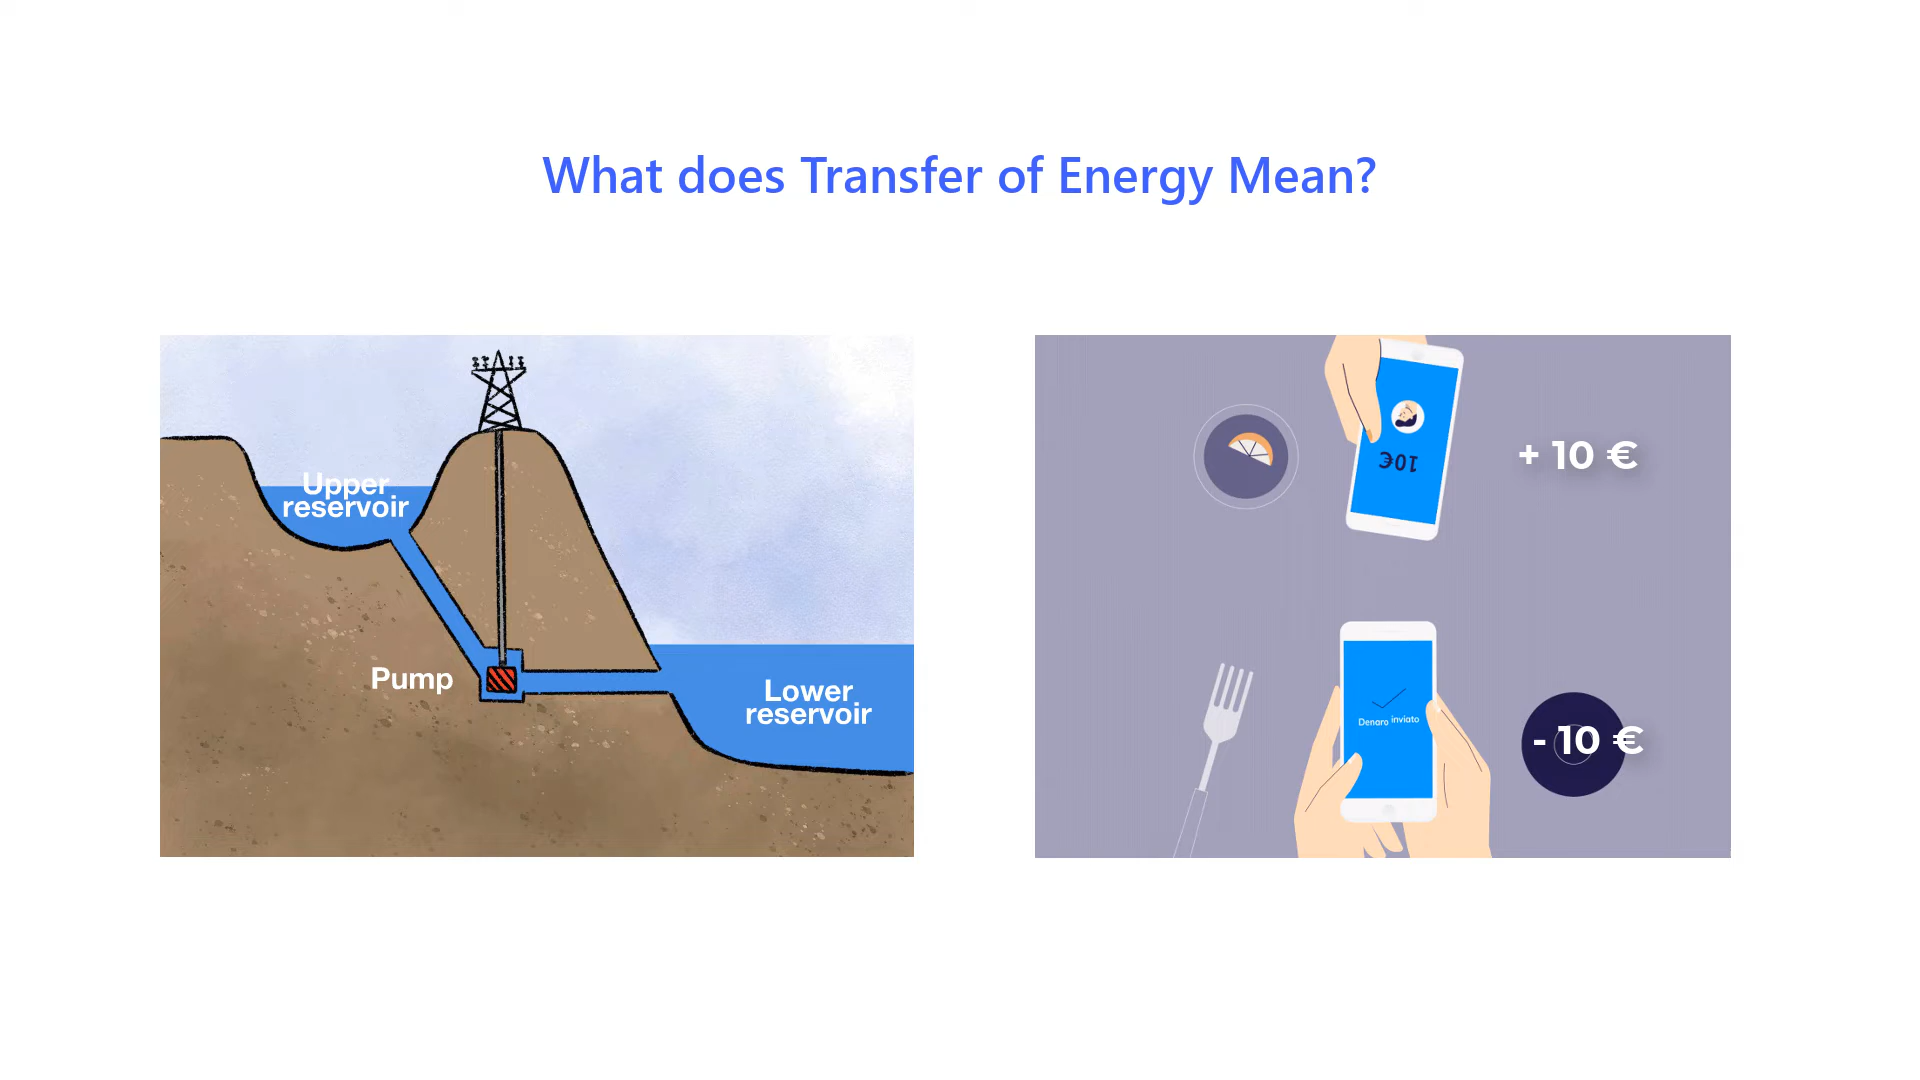 What does Transfer of Energy Mean?
Upper
reservoir
Pump
Lower
reservoir
10€
+ 10 €
Denaro inviato
- 10 €